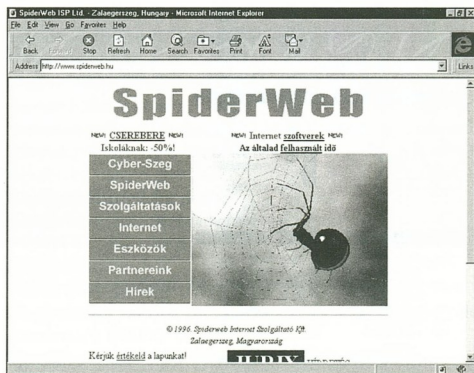 SpiderWeb ISP Ltd. - Zalaegerszeg, Hungary - Microsoft Internet Explorer
File Edit View Go Favorites Help
Back Forward Stop Refresh Home Search Favorites Print Font Mail
Address http://www.spiderweb.hu Links
SpiderWeb
NEW! CSEREBERE NEW! NEW! Internet szoftverek NEW!
Iskoláknak: -50%! Az általad felhasznált idő
Cyber-Szeg
SpiderWeb
Szolgáltatások
Internet
Eszközök
Partnereink
Hírek
© 1996. Spiderweb Internet Szolgáltató Kft.
Zalaegerszeg, Magyarország
Kérjük értékeld a lapunkat!